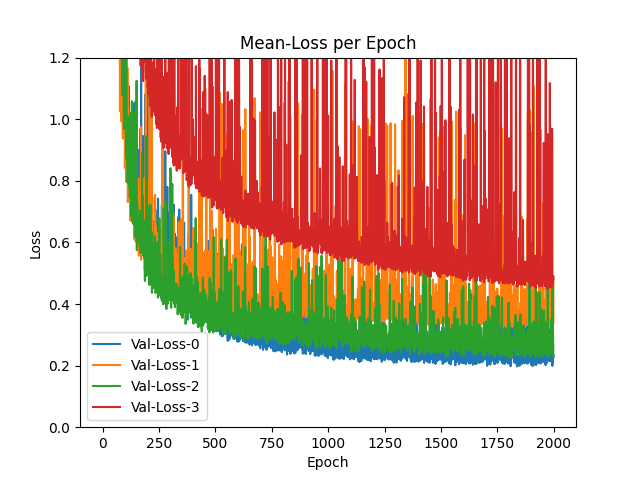 Mean-Loss per Epoch
Loss
1.2
1.0
0.8
0.6
0.4
0.2
0.0
Val-Loss-0
Val-Loss-1
Val-Loss-2
Val-Loss-3
0 250 500 750 1000 1250 1500 1750 2000
Epoch